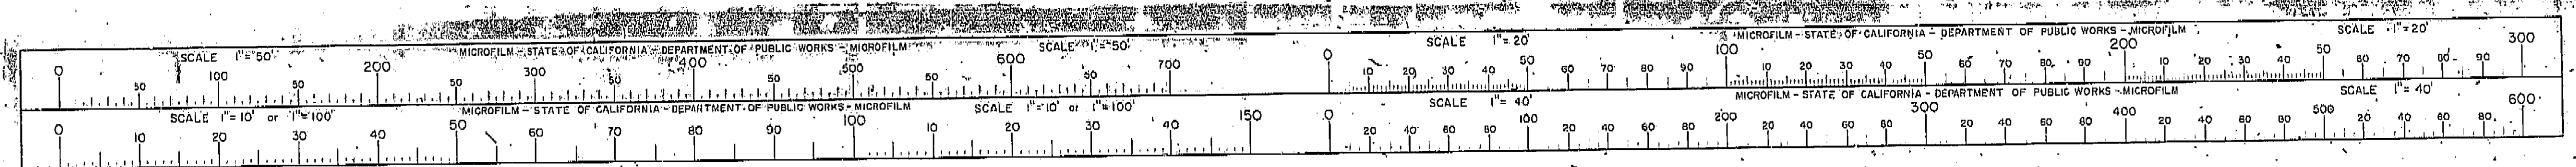 SCALE 1"=50' MICROFILM-STATE OF CALIFORNIA-DEPARTMENT OF PUBLIC WORKS-MICROFILM SCALE 1"=50' SCALE 1"=20' MICROFILM-STATE OF CALIFORNIA-DEPARTMENT OF PUBLIC WORKS-MICROFILM SCALE 1"=20'
0 50 100 50 200 50 300 50 400 50 500 50 600 50 700 0 10 20 30 40 50 60 70 80 90 100 10 20 30 40 50 60 70 80 90 200 10 20 30 40 50 60 70 80 90 300
SCALE 1"=10' or 1"=100' MICROFILM-STATE OF CALIFORNIA-DEPARTMENT OF PUBLIC WORKS-MICROFILM SCALE 1"=10' or 1"=100' SCALE 1"=40' MICROFILM-STATE OF CALIFORNIA-DEPARTMENT OF PUBLIC WORKS-MICROFILM SCALE 1"=40'
0 10 20 30 40 50 60 70 80 90 100 10 20 30 40 150 0 20 40 60 80 100 20 40 60 80 200 20 40 60 80 300 20 40 60 80 400 20 40 60 80 500 20 40 60 80 600